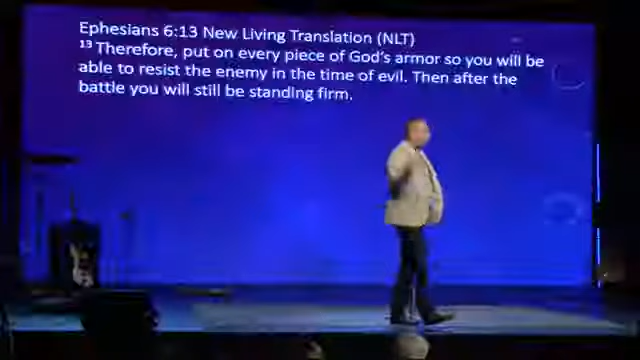 Ephesians 6:13 New Living Translation (NLT)
13 Therefore, put on every piece of God's armor so you will be
able to resist the enemy in the time of evil. Then after the
battle you will still be standing firm.